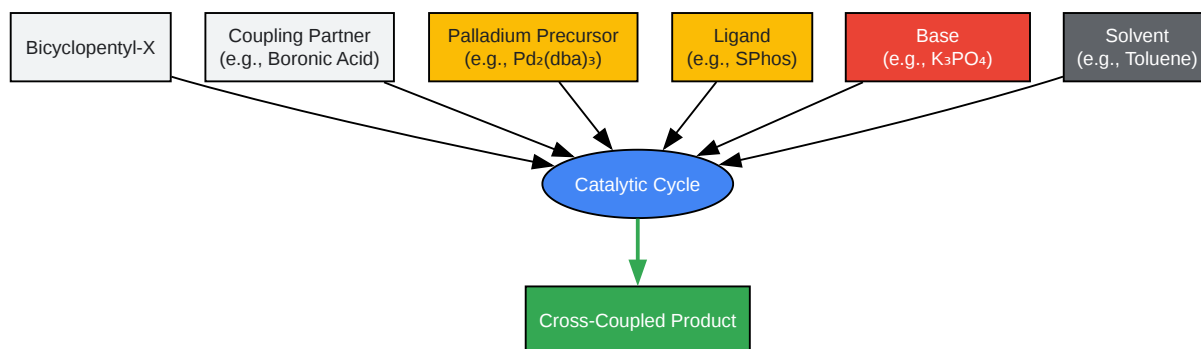 Bicyclopentyl-X
Coupling Partner
(e.g., Boronic Acid)
Palladium Precursor
(e.g., Pd₂(dba)₃)
Ligand
(e.g., SPhos)
Base
(e.g., K₃PO₄)
Solvent
(e.g., Toluene)
Catalytic Cycle
Cross-Coupled Product